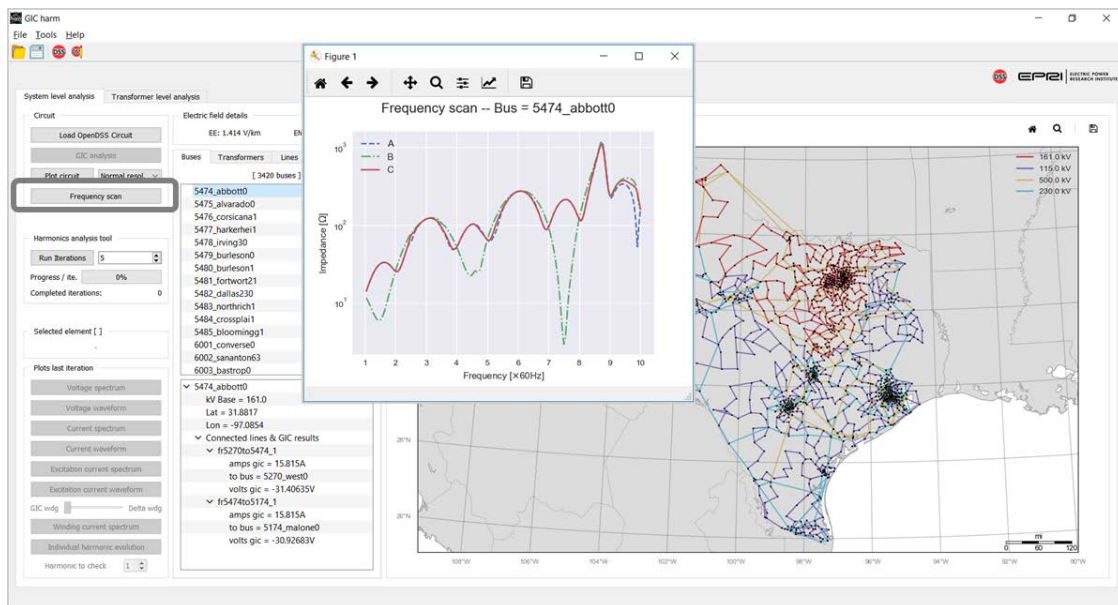 GIC harm
File Tools Help
DSS
DSS EPRI ELECTRIC POWER
RESEARCH INSTITUTE
System level analysis Transformer level analysis
Circuit
Load OpenDSS Circuit
GIC analysis
Plot circuit Normal resol.
Frequency scan
Harmonics analysis tool
Run Iterations 5
Progress / ite. 0%
Completed iterations: 0
Selected element [ ]
-
Plots last iteration
Voltage spectrum
Voltage waveform
Current spectrum
Current waveform
Excitation current spectrum
Excitation current waveform
GIC wdg Delta wdg
Winding current spectrum
Individual harmonic evolution
Harmonic to check 1
Electric field details
EE: 1.414 V/km
Buses Transformers Lines
[ 3420 buses ]
5474_abbott0
5475_alvarado0
5476_corsicana1
5477_harkerhei1
5478_irving30
5479_burleson0
5480_burleson1
5481_fortwort21
5482_dallas230
5483_northrich1
5484_crossplai1
5485_bloomingg1
6001_converse0
6002_sananton63
6003_bastrop0
5474_abbott0
kV Base = 161.0
Lat = 31.8817
Lon = -97.0854
Connected lines & GIC results
fr5270to5474_1
amps gic = 15.815A
to bus = 5270_west0
volts gic = -31.40635V
fr5474to5174_1
amps gic = 15.815A
to bus = 5174_malone0
volts gic = -30.92683V
Figure 1
Frequency scan -- Bus = 5474_abbott0
A
B
C
10³
10²
10¹
Impedance [Ω]
1 2 3 4 5 6 7 8 9 10
Frequency [×60Hz]
161.0 kV
115.0 kV
500.0 kV
230.0 kV
28°N
26°N
108°W 106°W 104°W 102°W 100°W 98°W 96°W 94°W 92°W 90°W
mi
0 60 120